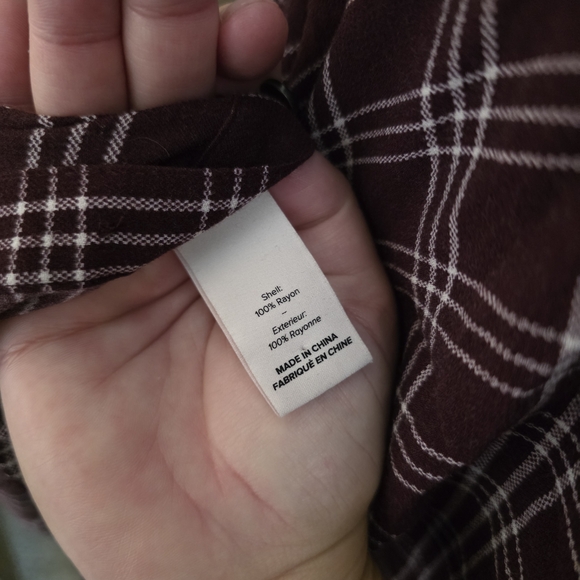 Shell:
100% Rayon
–
Exterieur:
100% Rayonne
MADE IN CHINA
FABRIQUÉ EN CHINE